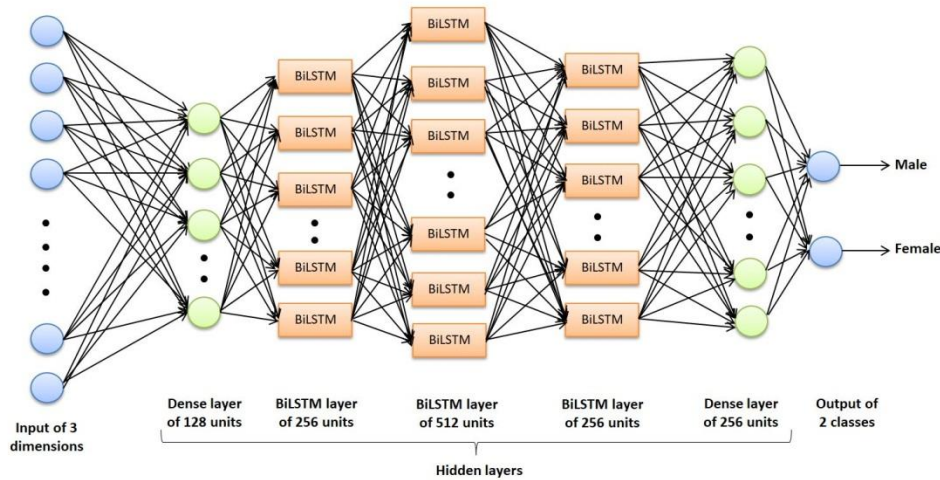 BiLSTM
BiLSTM BiLSTM BiLSTM
BiLSTM BiLSTM BiLSTM
Male
BiLSTM BiLSTM
BiLSTM
Female
BiLSTM BiLSTM BiLSTM
BiLSTM BiLSTM BiLSTM
Input of 3
dimensions
Dense layer
of 128 units
BiLSTM layer
of 256 units
BiLSTM layer
of 512 units
BiLSTM layer
of 256 units
Dense layer
of 256 units
Output of
2 classes
Hidden layers